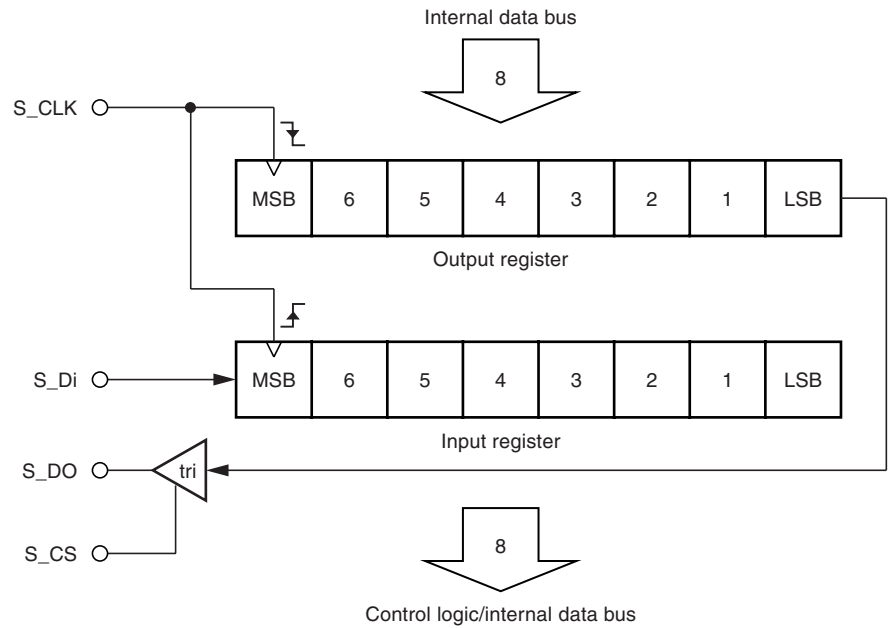 Internal data bus
8
S_CLK
MSB 6 5 4 3 2 1 LSB
Output register
S_Di
MSB 6 5 4 3 2 1 LSB
Input register
S_DO
tri
S_CS
8
Control logic/internal data bus